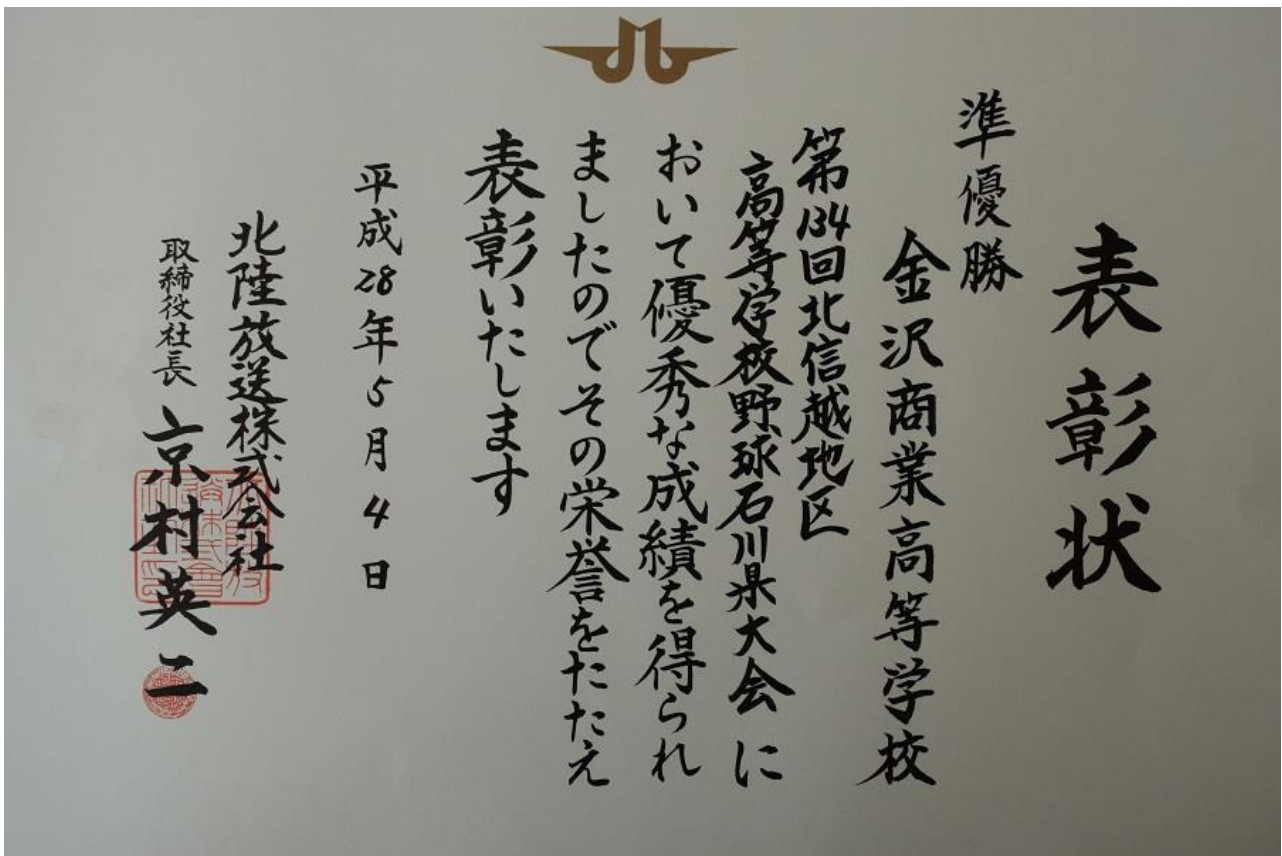 表彰状
準優勝
金沢商業高等学校
第134回北信越地区
高等学校野球石川県大会に
おいて優秀な成績を得られ
ましたのでその栄誉をたたえ
表彰いたします
平成28年5月4日
北陸放送株式会社
取締役社長 京村英二